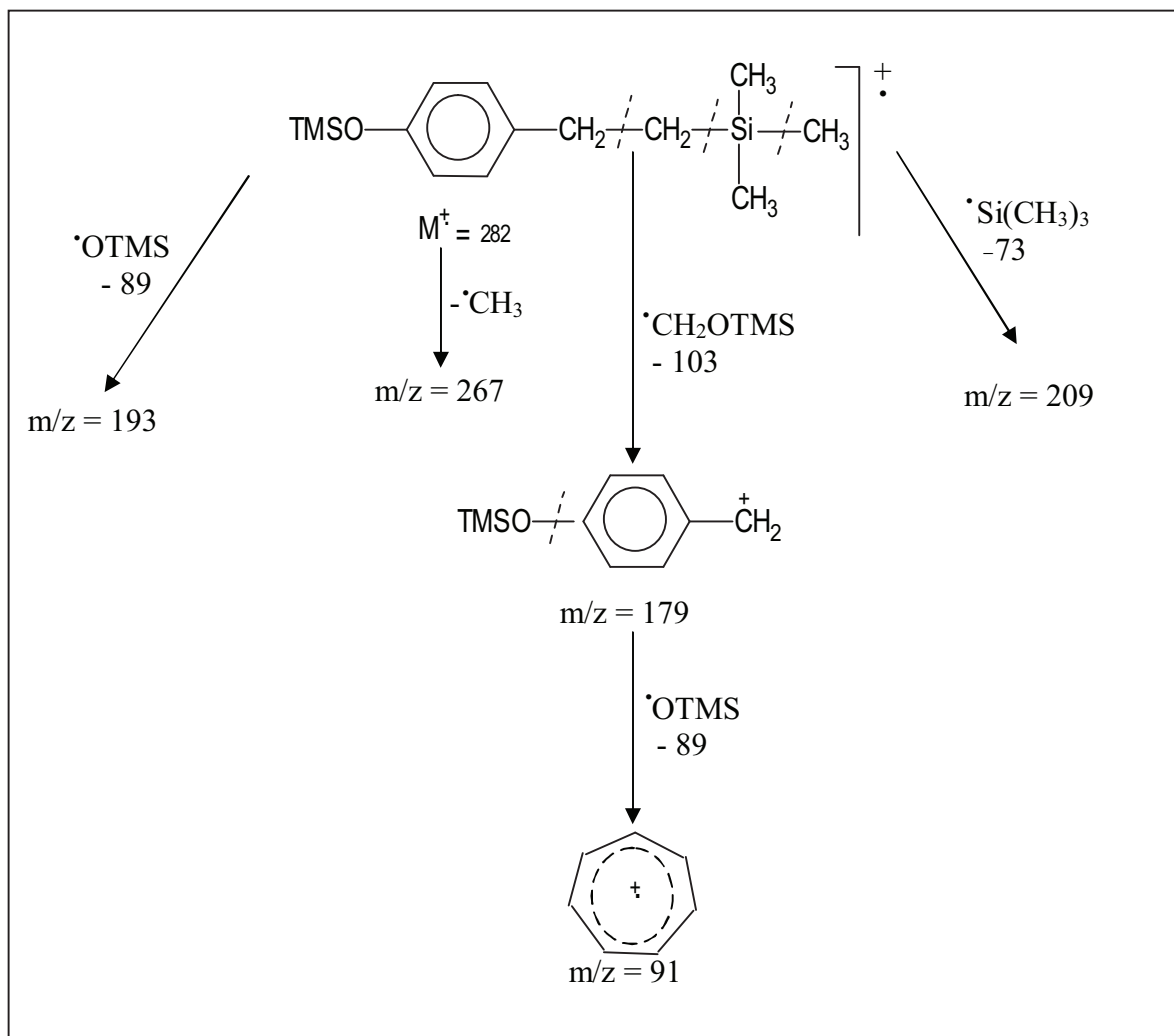 CH₃
TMSO CH₂ CH₂ Si CH₃
CH₃
+
•
M⁺· = 282
•OTMS
- 89
-•CH₃
•CH₂OTMS
- 103
•Si(CH₃)₃
-73
m/z = 193
m/z = 267
m/z = 209
TMSO CH₂
+
m/z = 179
•OTMS
- 89
+·
m/z = 91